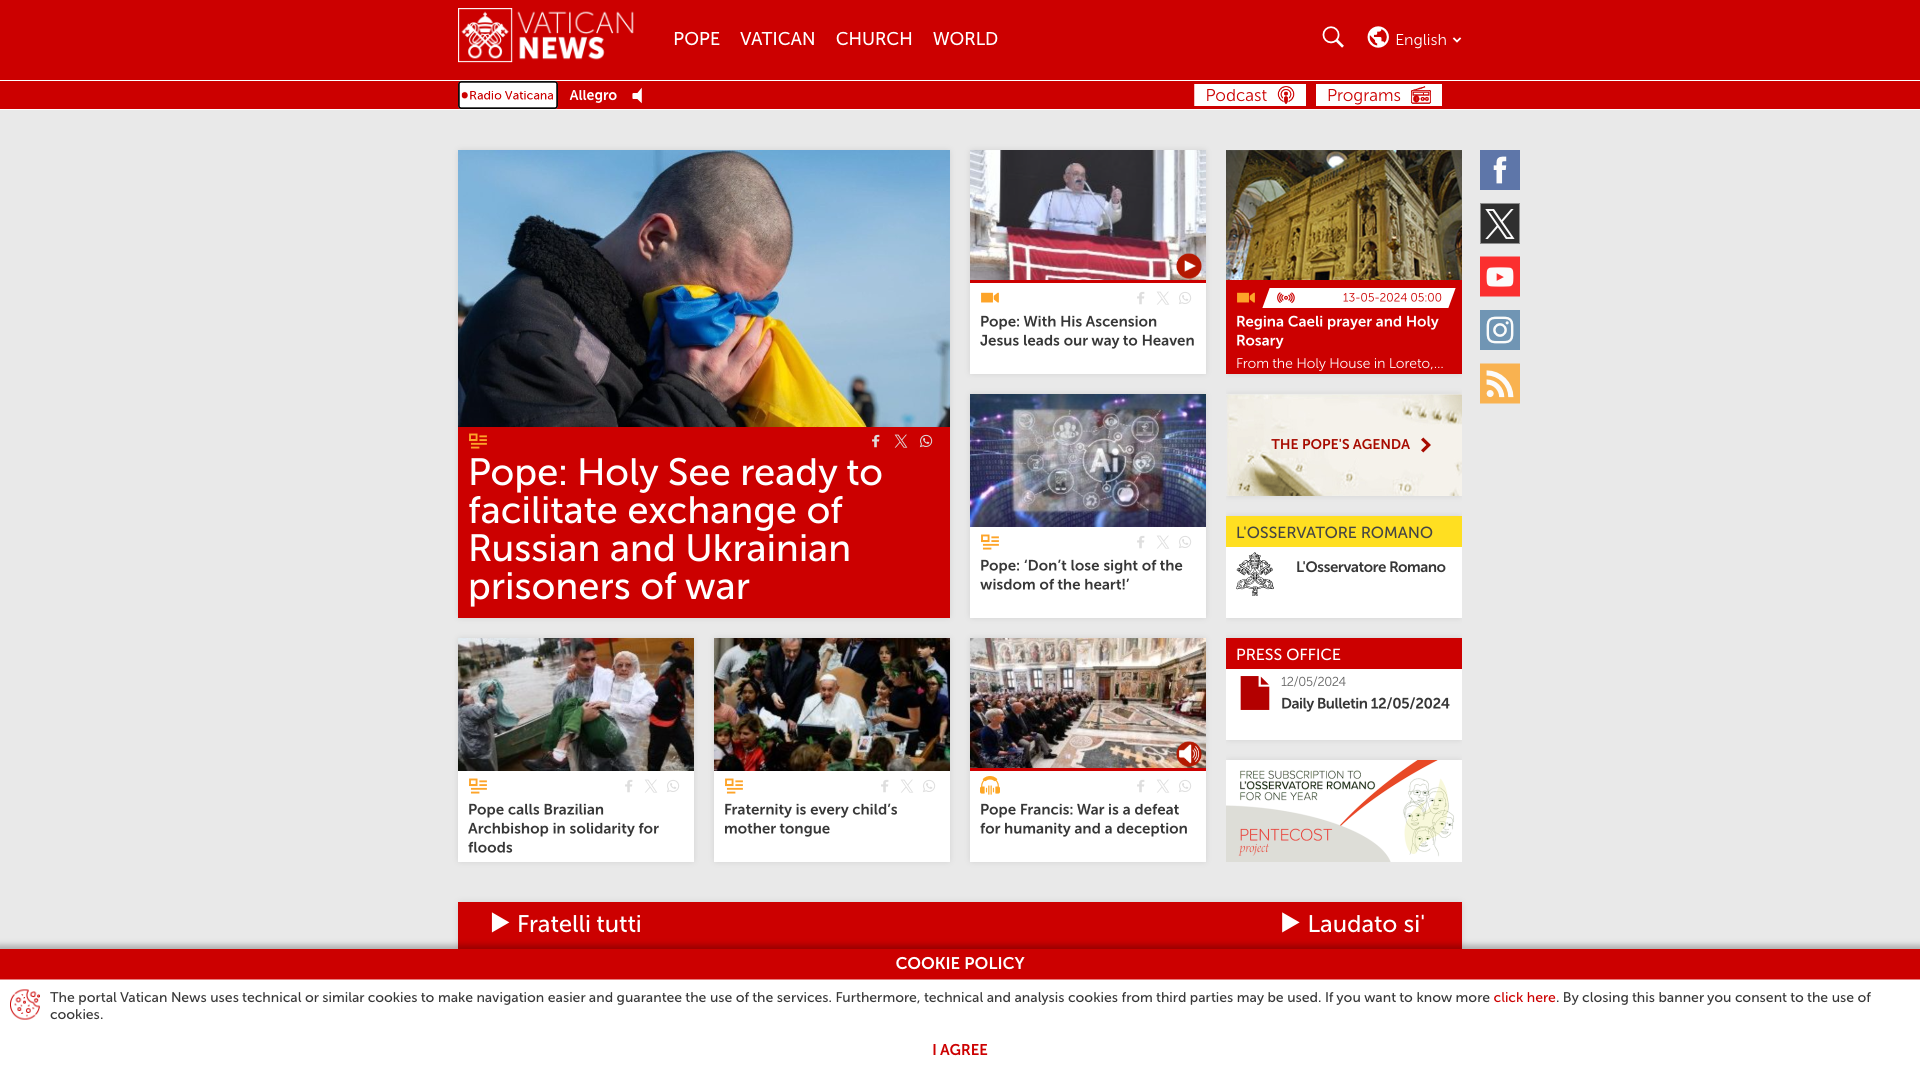 VATICAN
NEWS
POPE VATICAN CHURCH WORLD
English
Radio Vaticana
Allegro
Podcast
Programs
Pope: Holy See ready to
facilitate exchange of
Russian and Ukrainian
prisoners of war
Pope: With His Ascension
Jesus leads our way to Heaven
13-05-2024 05:00
Regina Caeli prayer and Holy
Rosary
From the Holy House in Loreto,...
Ai
Pope: ‘Don’t lose sight of the
wisdom of the heart!’
THE POPE'S AGENDA
14
7
9
10
L'OSSERVATORE ROMANO
L'Osservatore Romano
Pope calls Brazilian
Archbishop in solidarity for
floods
Fraternity is every child’s
mother tongue
Pope Francis: War is a defeat
for humanity and a deception
PRESS OFFICE
12/05/2024
Daily Bulletin 12/05/2024
FREE SUBSCRIPTION TO
L'OSSERVATORE ROMANO
FOR ONE YEAR
PENTECOST
project
Fratelli tutti
Laudato si'
COOKIE POLICY
The portal Vatican News uses technical or similar cookies to make navigation easier and guarantee the use of the services. Furthermore, technical and analysis cookies from third parties may be used. If you want to know more click here. By closing this banner you consent to the use of
cookies.
I AGREE